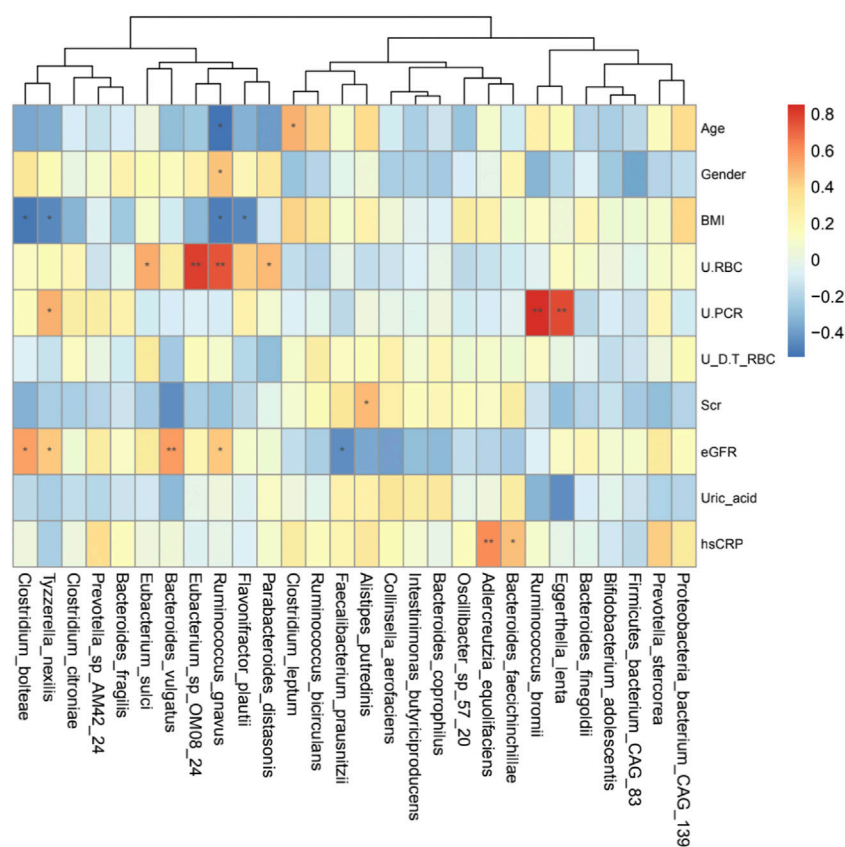 0.8
0.6
0.4
0.2
0
−0.2
−0.4
Age
Gender
BMI
U.RBC
U.PCR
U_D.T_RBC
Scr
eGFR
Uric_acid
hsCRP
*
*
*
*
*
*
*
*
**
**
*
*
**
**
*
*
*
**
*
*
**
*
Clostridium_bolteae
Tyzzerella_nexilis
Clostridium_citroniae
Prevotella_sp_AM42_24
Bacteroides_fragilis
Eubacterium_sulci
Bacteroides_vulgatus
Eubacterium_sp_OM08_24
Ruminococcus_gnavus
Flavonifractor_plautii
Parabacteroides_distasonis
Clostridium_leptum
Ruminococcus_bicirculans
Faecalibacterium_prausnitzii
Alistipes_putredinis
Collinsella_aerofaciens
Intestinimonas_butyriciproducens
Bacteroides_coprophilus
Oscillibacter_sp_57_20
Adlercreutzia_equolifaciens
Bacteroides_faecichinchillae
Ruminococcus_bromii
Eggerthella_lenta
Bacteroides_finegoldii
Bifidobacterium_adolescentis
Firmicutes_bacterium_CAG_83
Prevotella_stercorea
Proteobacteria_bacterium_CAG_139